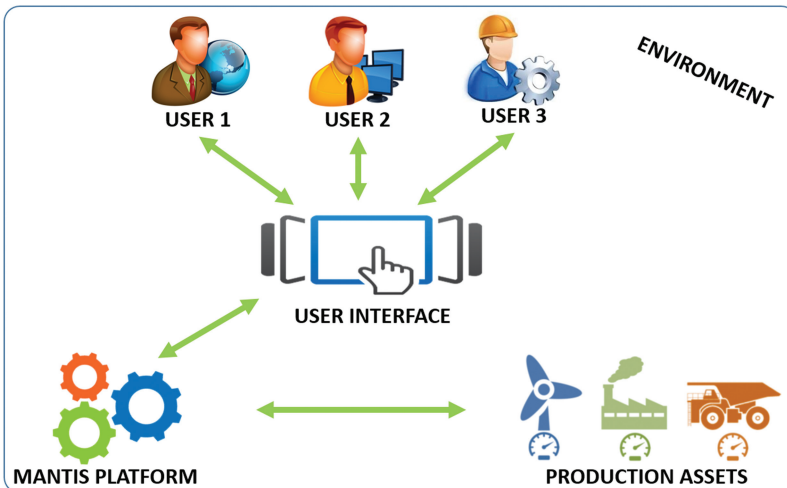 ENVIRONMENT
USER 1
USER 2
USER 3
USER INTERFACE
MANTIS PLATFORM
PRODUCTION ASSETS